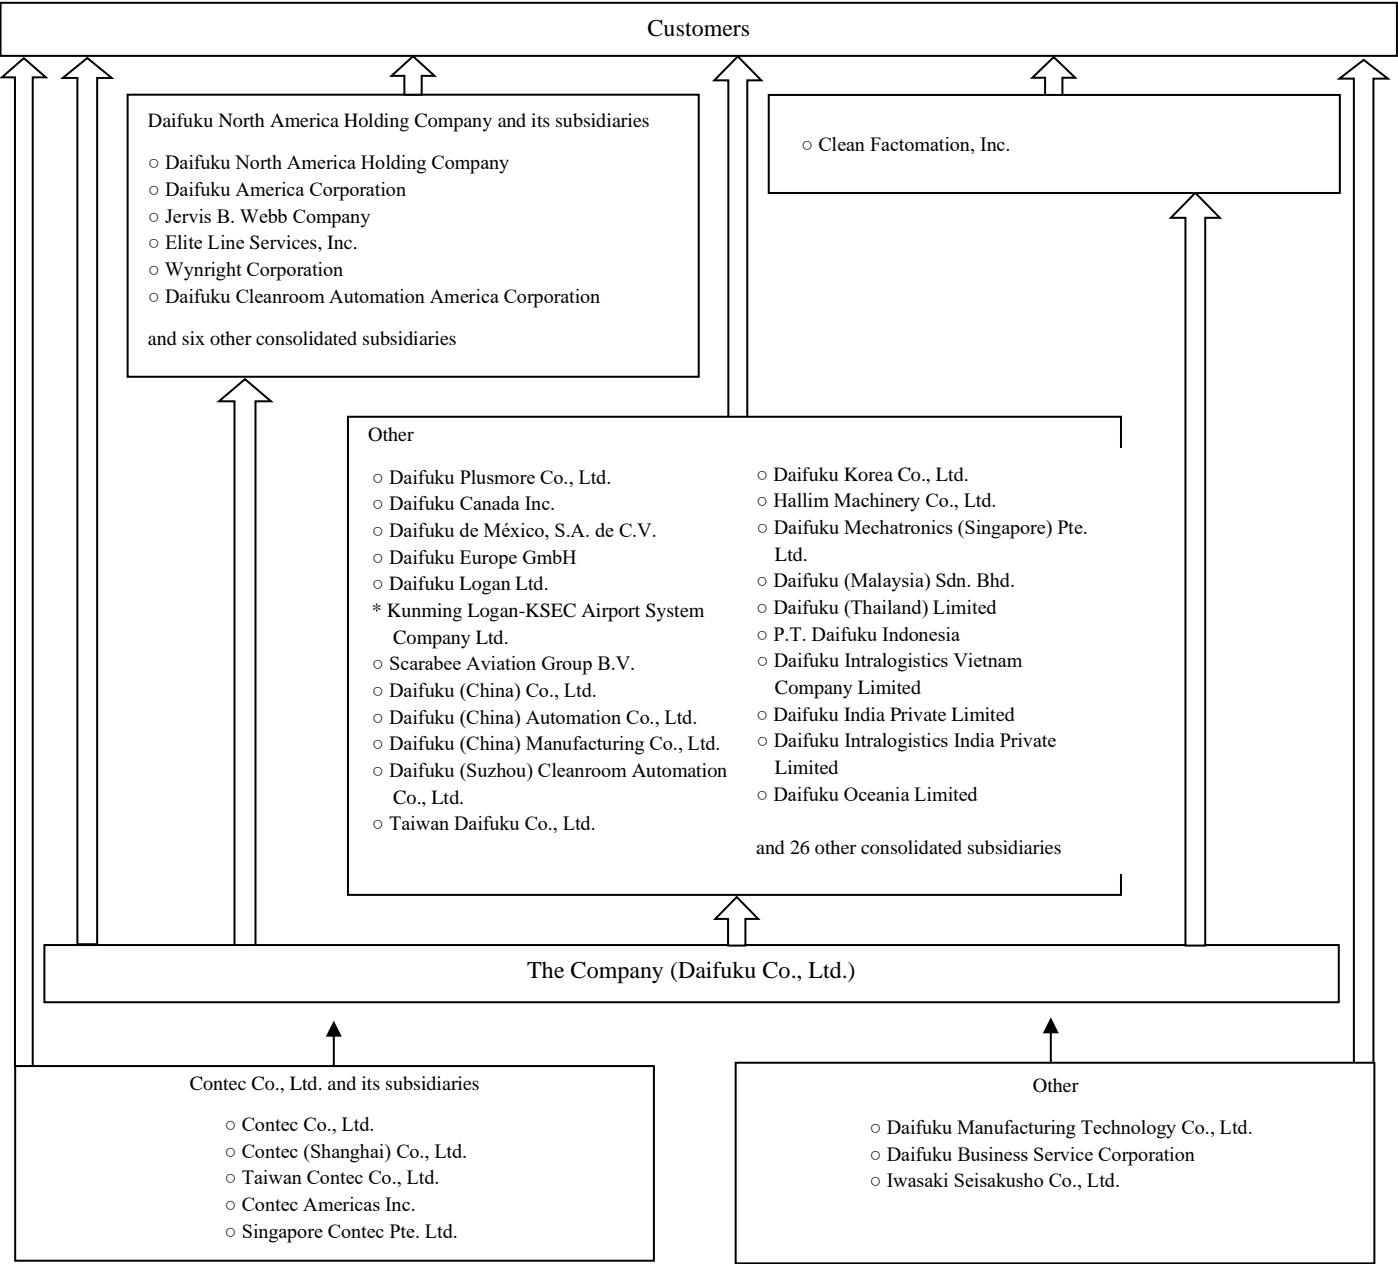 Customers
Daifuku North America Holding Company and its subsidiaries
○ Daifuku North America Holding Company
○ Daifuku America Corporation
○ Jervis B. Webb Company
○ Elite Line Services, Inc.
○ Wynright Corporation
○ Daifuku Cleanroom Automation America Corporation
and six other consolidated subsidiaries
○ Clean Factomation, Inc.
Other
○ Daifuku Plusmore Co., Ltd.
○ Daifuku Canada Inc.
○ Daifuku de México, S.A. de C.V.
○ Daifuku Europe GmbH
○ Daifuku Logan Ltd.
* Kunming Logan-KSEC Airport System
Company Ltd.
○ Scarabee Aviation Group B.V.
○ Daifuku (China) Co., Ltd.
○ Daifuku (China) Automation Co., Ltd.
○ Daifuku (China) Manufacturing Co., Ltd.
○ Daifuku (Suzhou) Cleanroom Automation
Co., Ltd.
○ Taiwan Daifuku Co., Ltd.
○ Daifuku Korea Co., Ltd.
○ Hallim Machinery Co., Ltd.
○ Daifuku Mechatronics (Singapore) Pte.
Ltd.
○ Daifuku (Malaysia) Sdn. Bhd.
○ Daifuku (Thailand) Limited
○ P.T. Daifuku Indonesia
○ Daifuku Intralogistics Vietnam
Company Limited
○ Daifuku India Private Limited
○ Daifuku Intralogistics India Private
Limited
○ Daifuku Oceania Limited
and 26 other consolidated subsidiaries
The Company (Daifuku Co., Ltd.)
Contec Co., Ltd. and its subsidiaries
○ Contec Co., Ltd.
○ Contec (Shanghai) Co., Ltd.
○ Taiwan Contec Co., Ltd.
○ Contec Americas Inc.
○ Singapore Contec Pte. Ltd.
Other
○ Daifuku Manufacturing Technology Co., Ltd.
○ Daifuku Business Service Corporation
○ Iwasaki Seisakusho Co., Ltd.